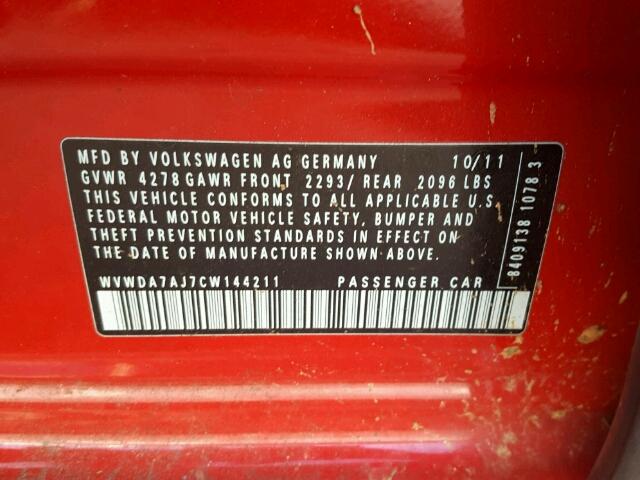 MFD BY VOLKSWAGEN AG GERMANY 10/11
GVWR 4278 GAWR FRONT 2293/ REAR 2096 LBS
THIS VEHICLE CONFORMS TO ALL APPLICABLE U.S.
FEDERAL MOTOR VEHICLE SAFETY, BUMPER AND
THEFT PREVENTION STANDARDS IN EFFECT ON
THE DATE OF MANUFACTURE SHOWN ABOVE.
WVWDA7AJ7CW144211 PASSENGER CAR
8409138 1078 3